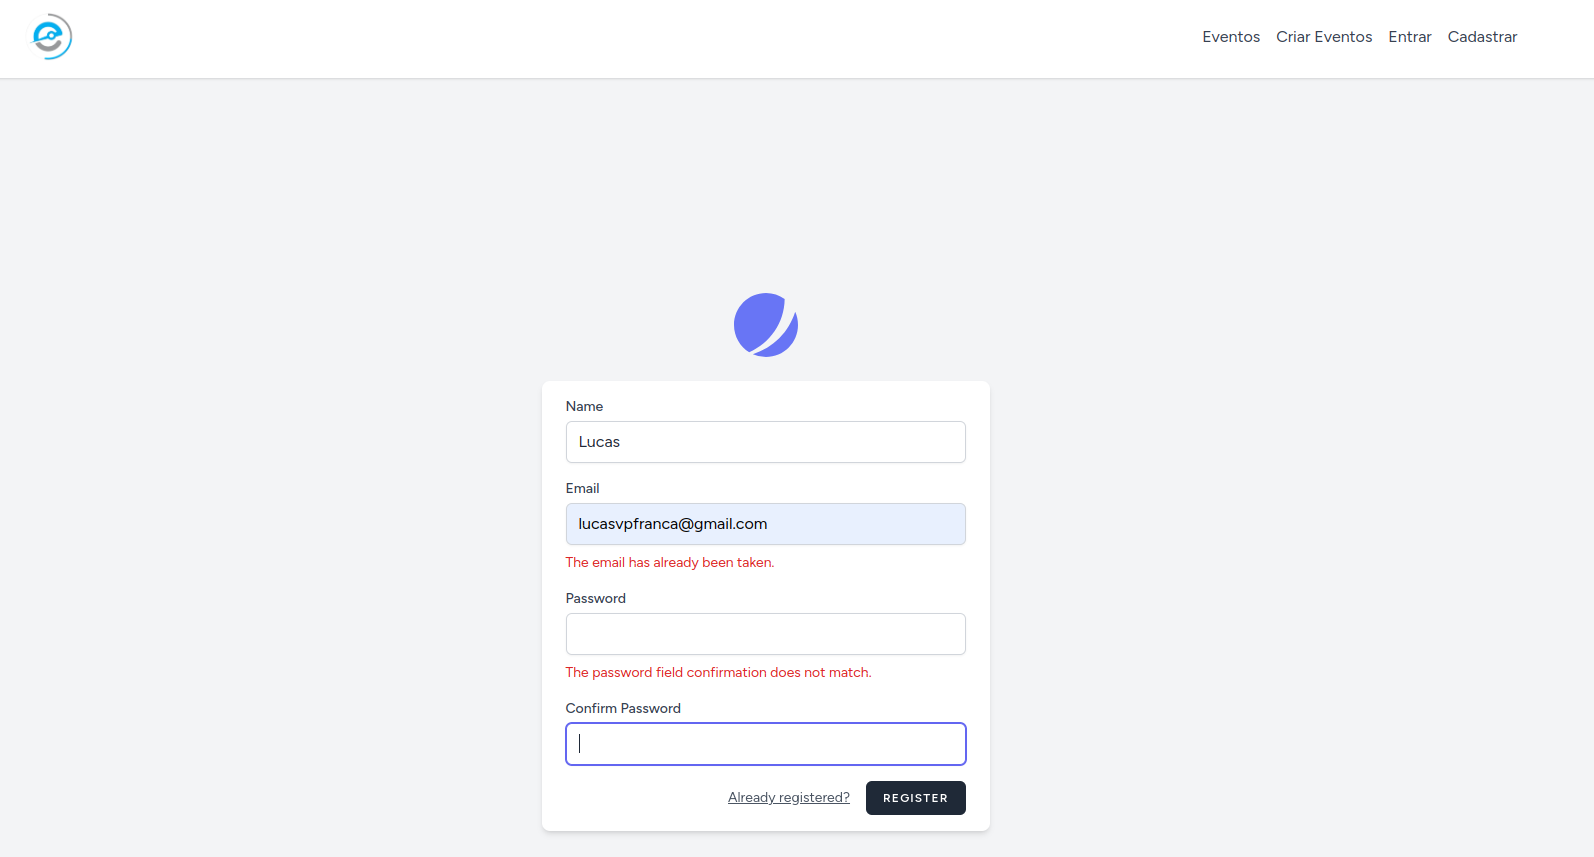 Eventos Criar Eventos Entrar Cadastrar
Name
Lucas
Email
lucasvpfranca@gmail.com
The email has already been taken.
Password
The password field confirmation does not match.
Confirm Password
Already registered? REGISTER